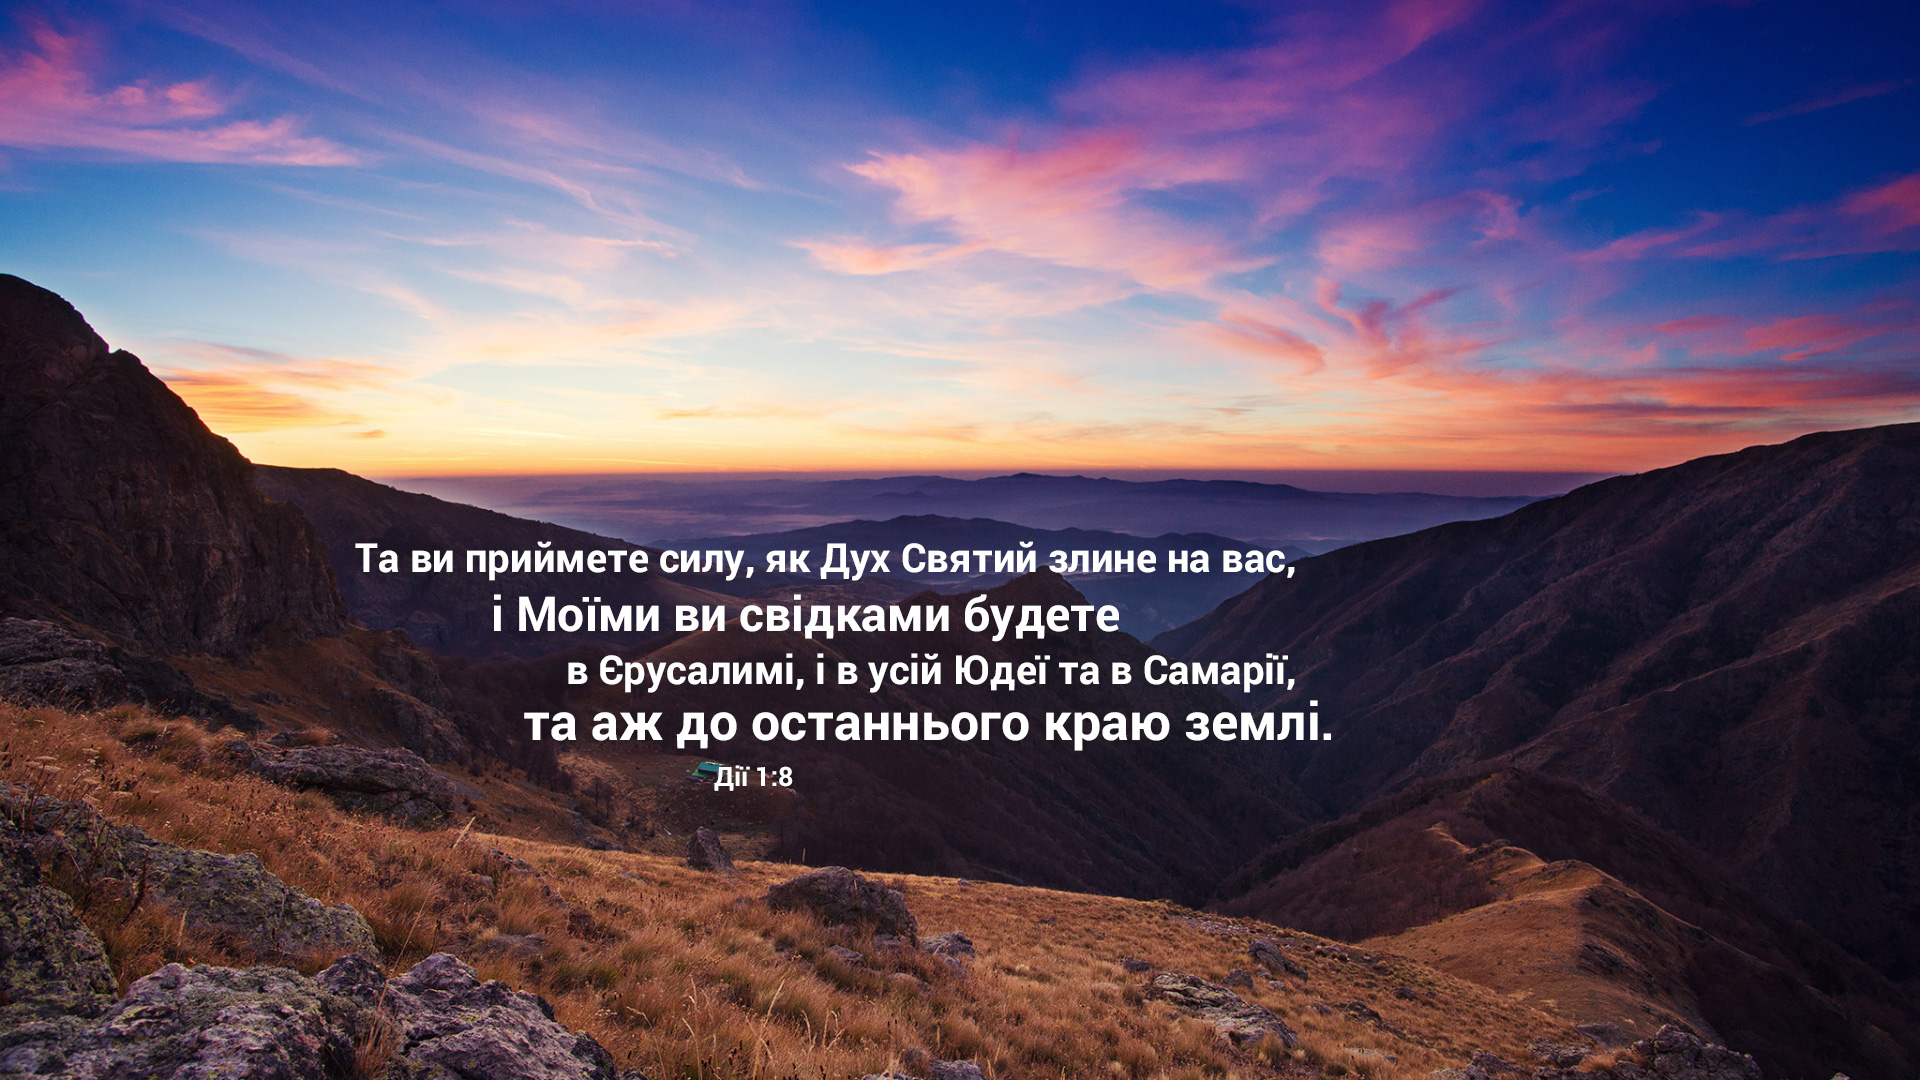 Та ви приймете силу, як Дух Святий злине на вас,
і Моїми ви свідками будете
в Єрусалимі, і в усій Юдеї та в Самарії,
та аж до останнього краю землі.
Дії 1:8